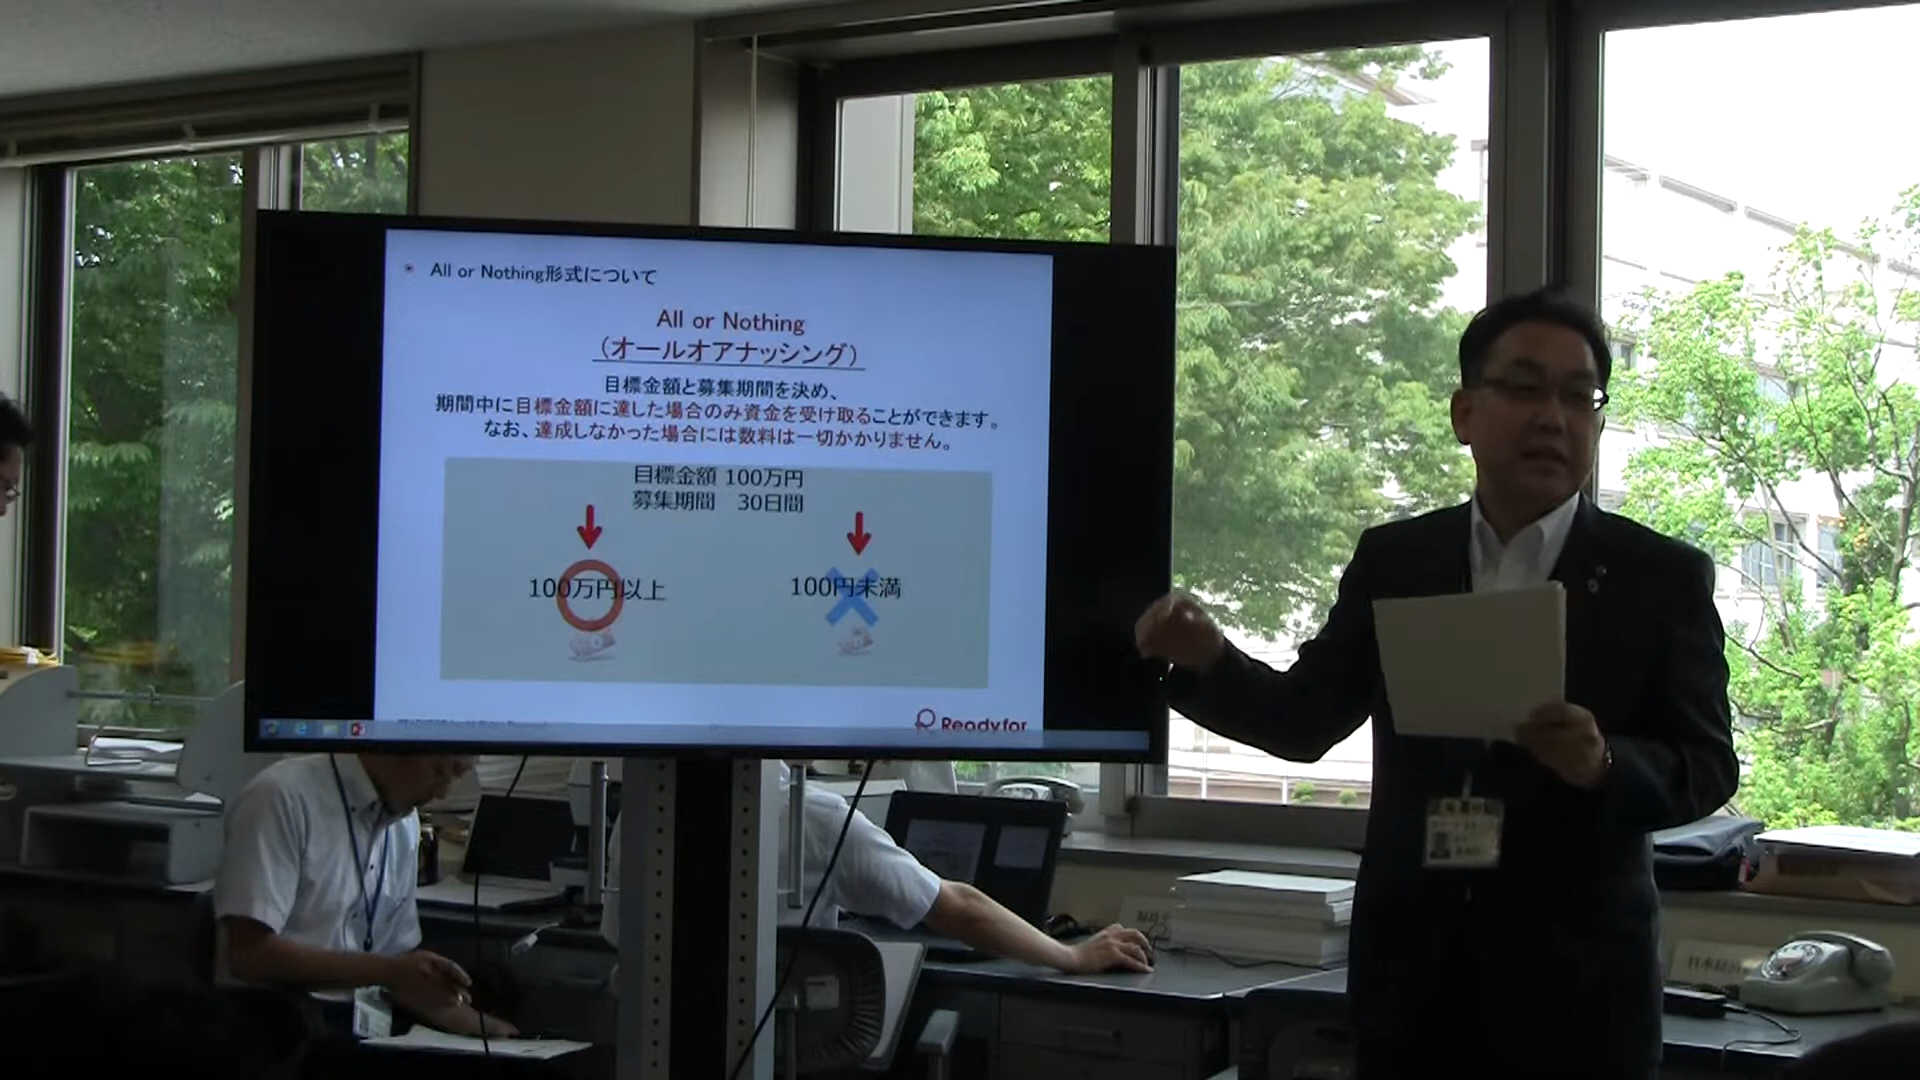 All or Nothing形式について
All or Nothing
(オールオアナッシング)
目標金額と募集期間を決め、
期間中に目標金額に達した場合のみ資金を受け取ることができます。
なお、達成しなかった場合には数料は一切かかりません。
目標金額 100万円
募集期間 30日間
100万円以上
100円未満
Readyfor